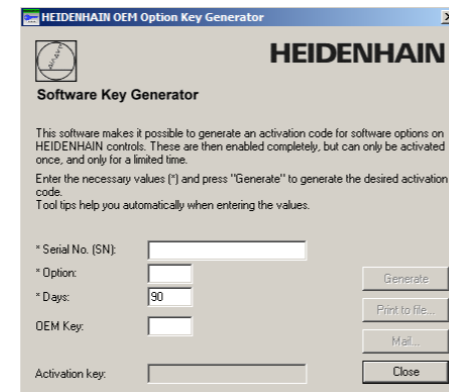 HEIDENHAIN OEM Option Key Generator
HEIDENHAIN
Software Key Generator
This software makes it possible to generate an activation code for software options on
HEIDENHAIN controls. These are then enabled completely, but can only be activated
once, and only for a limited time.
Enter the necessary values (*) and press "Generate" to generate the desired activation
code.
Tool tips help you automatically when entering the values.
* Serial No. (SN):
* Option:
Generate
* Days: 90
Print to file...
OEM Key:
Mail...
Activation key:
Close